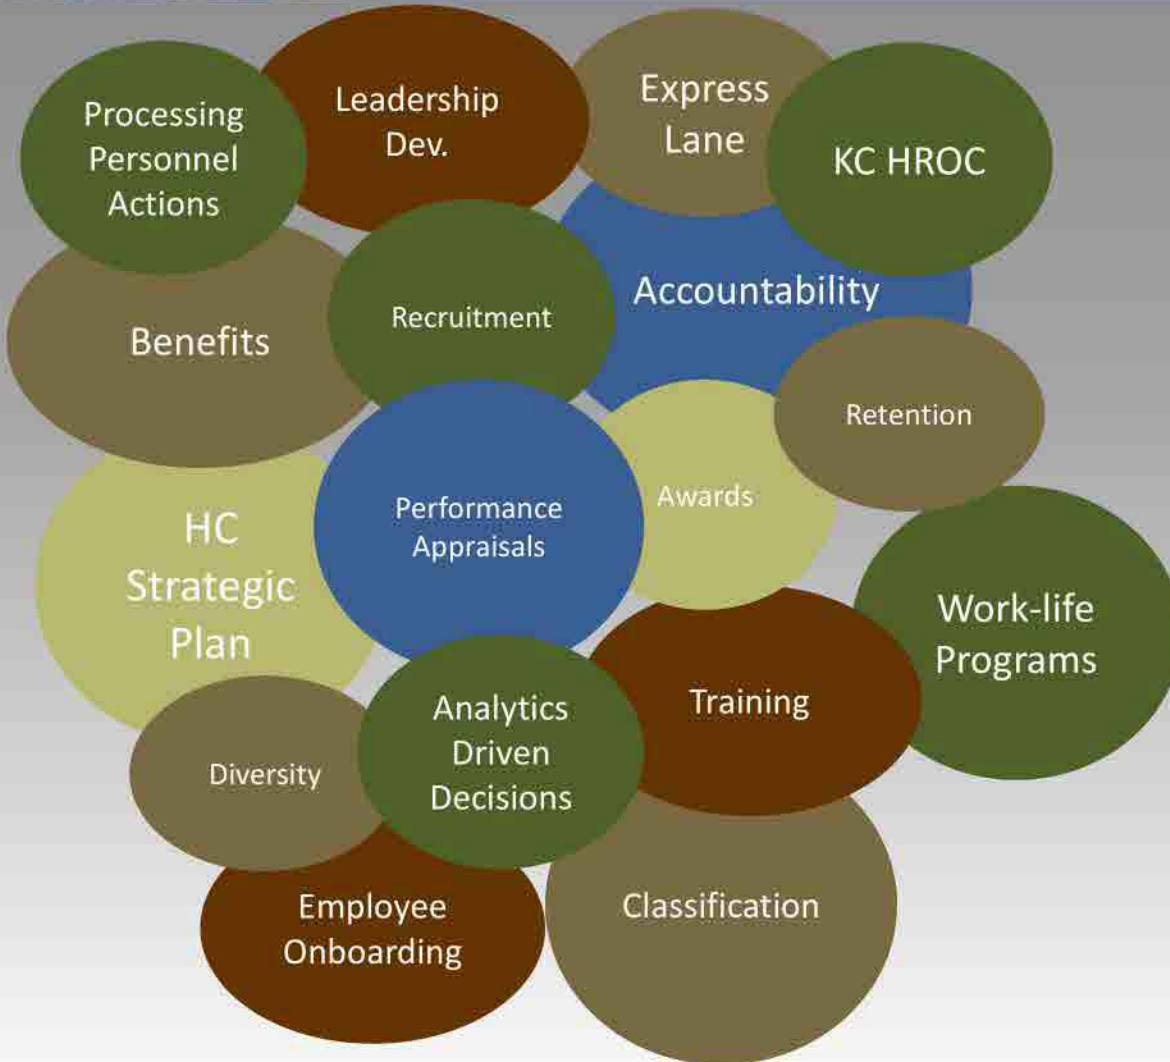 Processing
Personnel
Actions
Leadership
Dev.
Express
Lane
KC HROC
Benefits
Recruitment
Accountability
Retention
HC
Strategic
Plan
Performance
Appraisals
Awards
Work-life
Programs
Diversity
Analytics
Driven
Decisions
Training
Employee
Onboarding
Classification